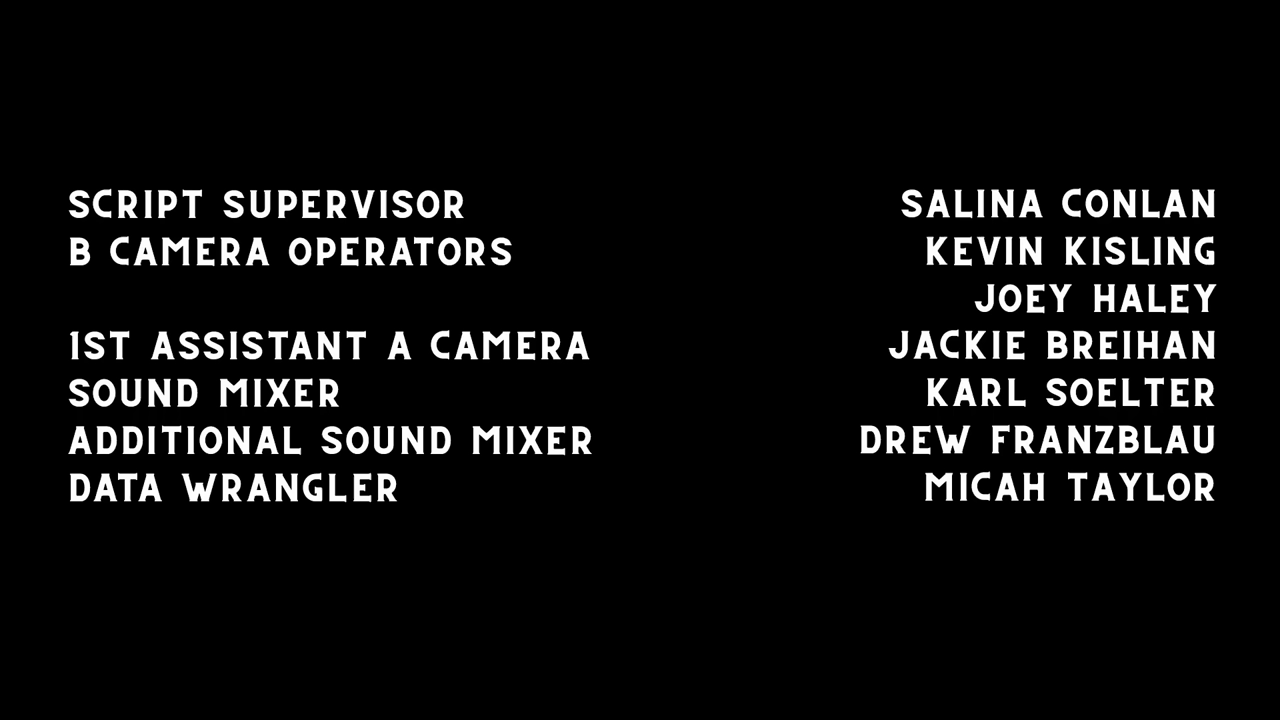 SCRIPT SUPERVISOR SALINA CONLAN
B CAMERA OPERATORS KEVIN KISLING
JOEY HALEY
1ST ASSISTANT A CAMERA JACKIE BREIHAN
SOUND MIXER KARL SOELTER
ADDITIONAL SOUND MIXER DREW FRANZBLAU
DATA WRANGLER MICAH TAYLOR